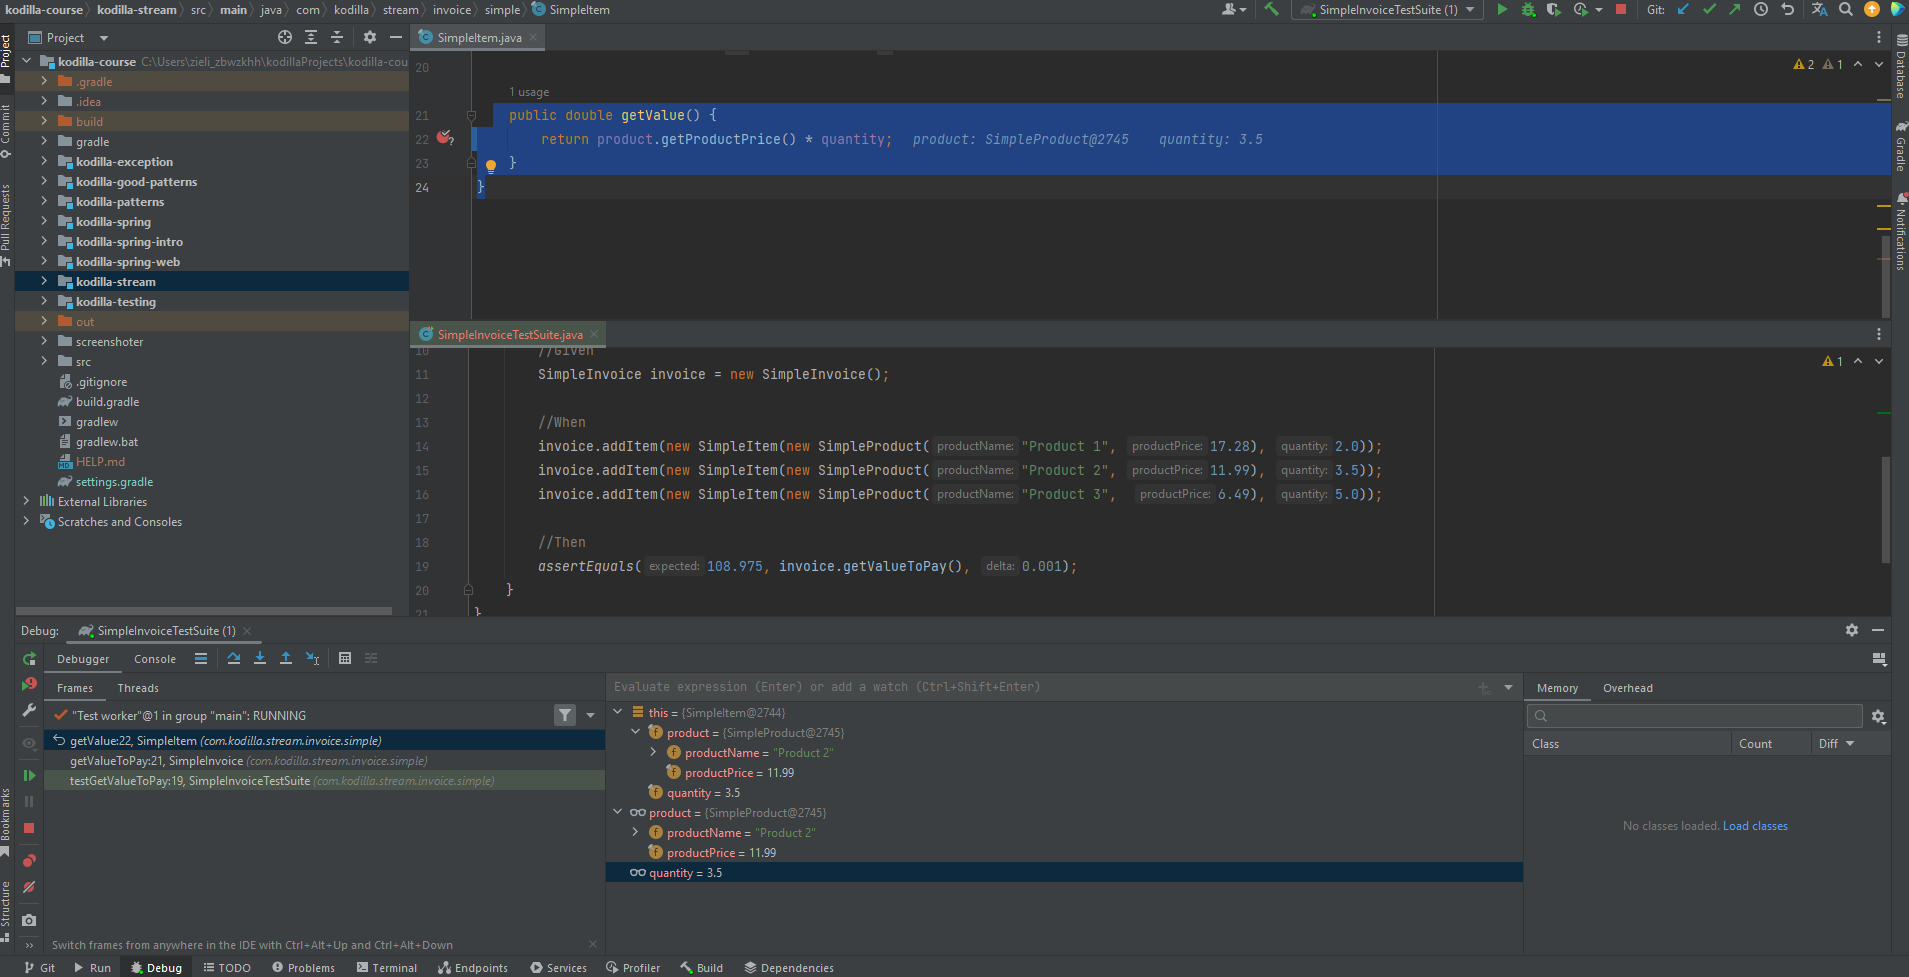 kodilla-course kodilla-stream src main java com kodilla stream invoice simple SimpleItem
SimpleInvoiceTestSuite (1) Git:
Project
Commit
Pull Requests
Bookmarks
Structure
Project
kodilla-course C:\Users\zieli_zbwzkhh\kodillaProjects\kodilla-cou
.gradle
.idea
build
gradle
kodilla-exception
kodilla-good-patterns
kodilla-patterns
kodilla-spring
kodilla-spring-intro
kodilla-spring-web
kodilla-stream
kodilla-testing
out
screenshoter
src
.gitignore
build.gradle
gradlew
gradlew.bat
HELP.md
settings.gradle
External Libraries
Scratches and Consoles
SimpleItem.java
2 1
20
1 usage
21 public double getValue() {
22 return product.getProductPrice() * quantity; product: SimpleProduct@2745 quantity: 3.5
23 }
24 }
SimpleInvoiceTestSuite.java
1
10 //Given
11 SimpleInvoice invoice = new SimpleInvoice();
12
13 //When
14 invoice.addItem(new SimpleItem(new SimpleProduct( productName: "Product 1", productPrice: 17.28), quantity: 2.0));
15 invoice.addItem(new SimpleItem(new SimpleProduct( productName: "Product 2", productPrice: 11.99), quantity: 3.5));
16 invoice.addItem(new SimpleItem(new SimpleProduct( productName: "Product 3", productPrice: 6.49), quantity: 5.0));
17
18 //Then
19 assertEquals( expected: 108.975, invoice.getValueToPay(), delta: 0.001);
20 }
21 }
Database
Gradle
Notifications
Debug: SimpleInvoiceTestSuite (1)
Debugger Console
Frames Threads
"Test worker"@1 in group "main": RUNNING
getValue:22, SimpleItem (com.kodilla.stream.invoice.simple)
getValueToPay:21, SimpleInvoice (com.kodilla.stream.invoice.simple)
testGetValueToPay:19, SimpleInvoiceTestSuite (com.kodilla.stream.invoice.simple)
Switch frames from anywhere in the IDE with Ctrl+Alt+Up and Ctrl+Alt+Down
Evaluate expression (Enter) or add a watch (Ctrl+Shift+Enter)
this = {SimpleItem@2744}
product = {SimpleProduct@2745}
productName = "Product 2"
productPrice = 11.99
quantity = 3.5
product = {SimpleProduct@2745}
productName = "Product 2"
productPrice = 11.99
quantity = 3.5
Memory Overhead
Class Count Diff
No classes loaded. Load classes
Git Run Debug TODO Problems Terminal Endpoints Services Profiler Build Dependencies